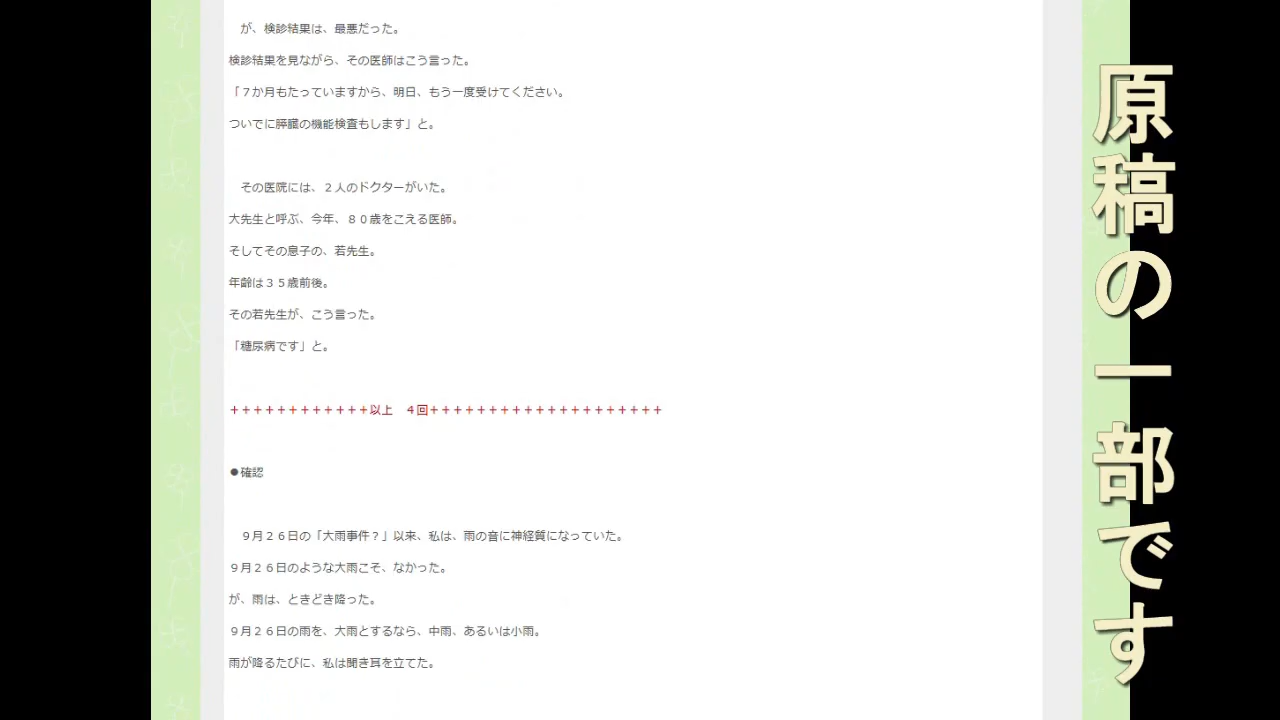 が、検診結果は、最悪だった。
検診結果を見ながら、その医師はこう言った。
「７か月もたっていますから、明日、もう一度受けてください。
ついでに膵臓の機能検査もします」と。
その医院には、２人のドクターがいた。
大先生と呼ぶ、今年、８０歳をこえる医師。
そしてその息子の、若先生。
年齢は３５歳前後。
その若先生が、こう言った。
「糖尿病です」と。
＋＋＋＋＋＋＋＋＋＋＋＋以上　４回＋＋＋＋＋＋＋＋＋＋＋＋＋＋＋＋＋＋＋＋
●確認
９月２６日の「大雨事件？」以来、私は、雨の音に神経質になっていた。
９月２６日のような大雨こそ、なかった。
が、雨は、ときどき降った。
９月２６日の雨を、大雨とするなら、中雨、あるいは小雨。
雨が降るたびに、私は聞き耳を立てた。
原稿の一部です